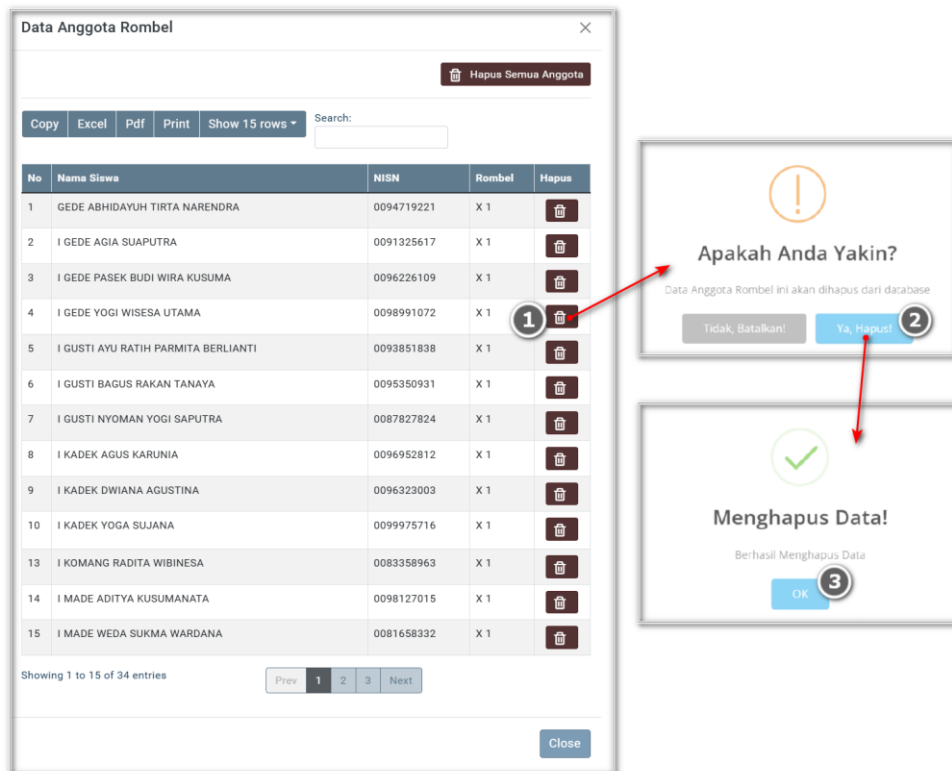 Data Anggota Rombel
Hapus Semua Anggota
Copy Excel Pdf Print Show 15 rows
Search:
No Nama Siswa NISN Rombel Hapus
1 GEDE ABHIDAYUH TIRTA NARENDRA 0094719221 X 1
2 I GEDE AGIA SUAPUTRA 0091325617 X 1
3 I GEDE PASEK BUDI WIRA KUSUMA 0096226109 X 1
4 I GEDE YOGI WISESA UTAMA 0098991072 X 1 1
5 I GUSTI AYU RATIH PARMITA BERLIANTI 0093851838 X 1
6 I GUSTI BAGUS RAKAN TANAYA 0095350931 X 1
7 I GUSTI NYOMAN YOGI SAPUTRA 0087827824 X 1
8 I KADEK AGUS KARUNIA 0096952812 X 1
9 I KADEK DWIANA AGUSTINA 0096323003 X 1
10 I KADEK YOGA SUJANA 0099975716 X 1
13 I KOMANG RADITA WIBINESA 0083358963 X 1
14 I MADE ADITYA KUSUMANATA 0098127015 X 1
15 I MADE WEDA SUKMA WARDANA 0081658332 X 1
Showing 1 to 15 of 34 entries
Prev 1 2 3 Next
Close
Apakah Anda Yakin?
Data Anggota Rombel ini akan dihapus dari database
Tidak, Batalkan! Ya, Hapus! 2
Menghapus Data!
Berhasil Menghapus Data
OK 3